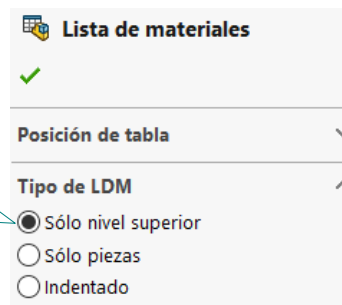 Lista de materiales
Posición de tabla
Tipo de LDM
Sólo nivel superior
Sólo piezas
Indentado